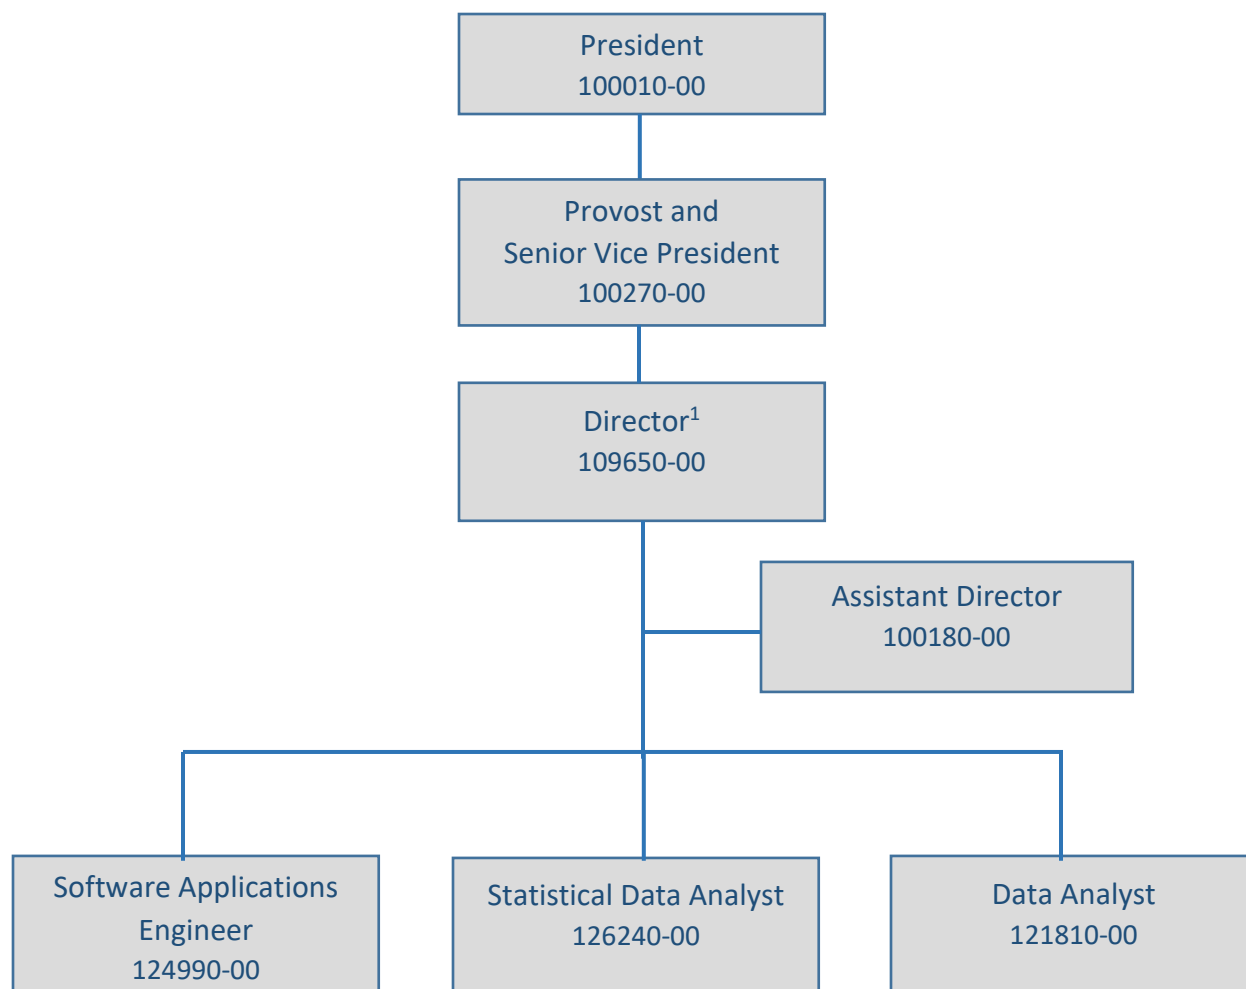 President
100010-00
Provost and
Senior Vice President
100270-00
Director¹
109650-00
Assistant Director
100180-00
Software Applications
Engineer
124990-00
Statistical Data Analyst
126240-00
Data Analyst
121810-00